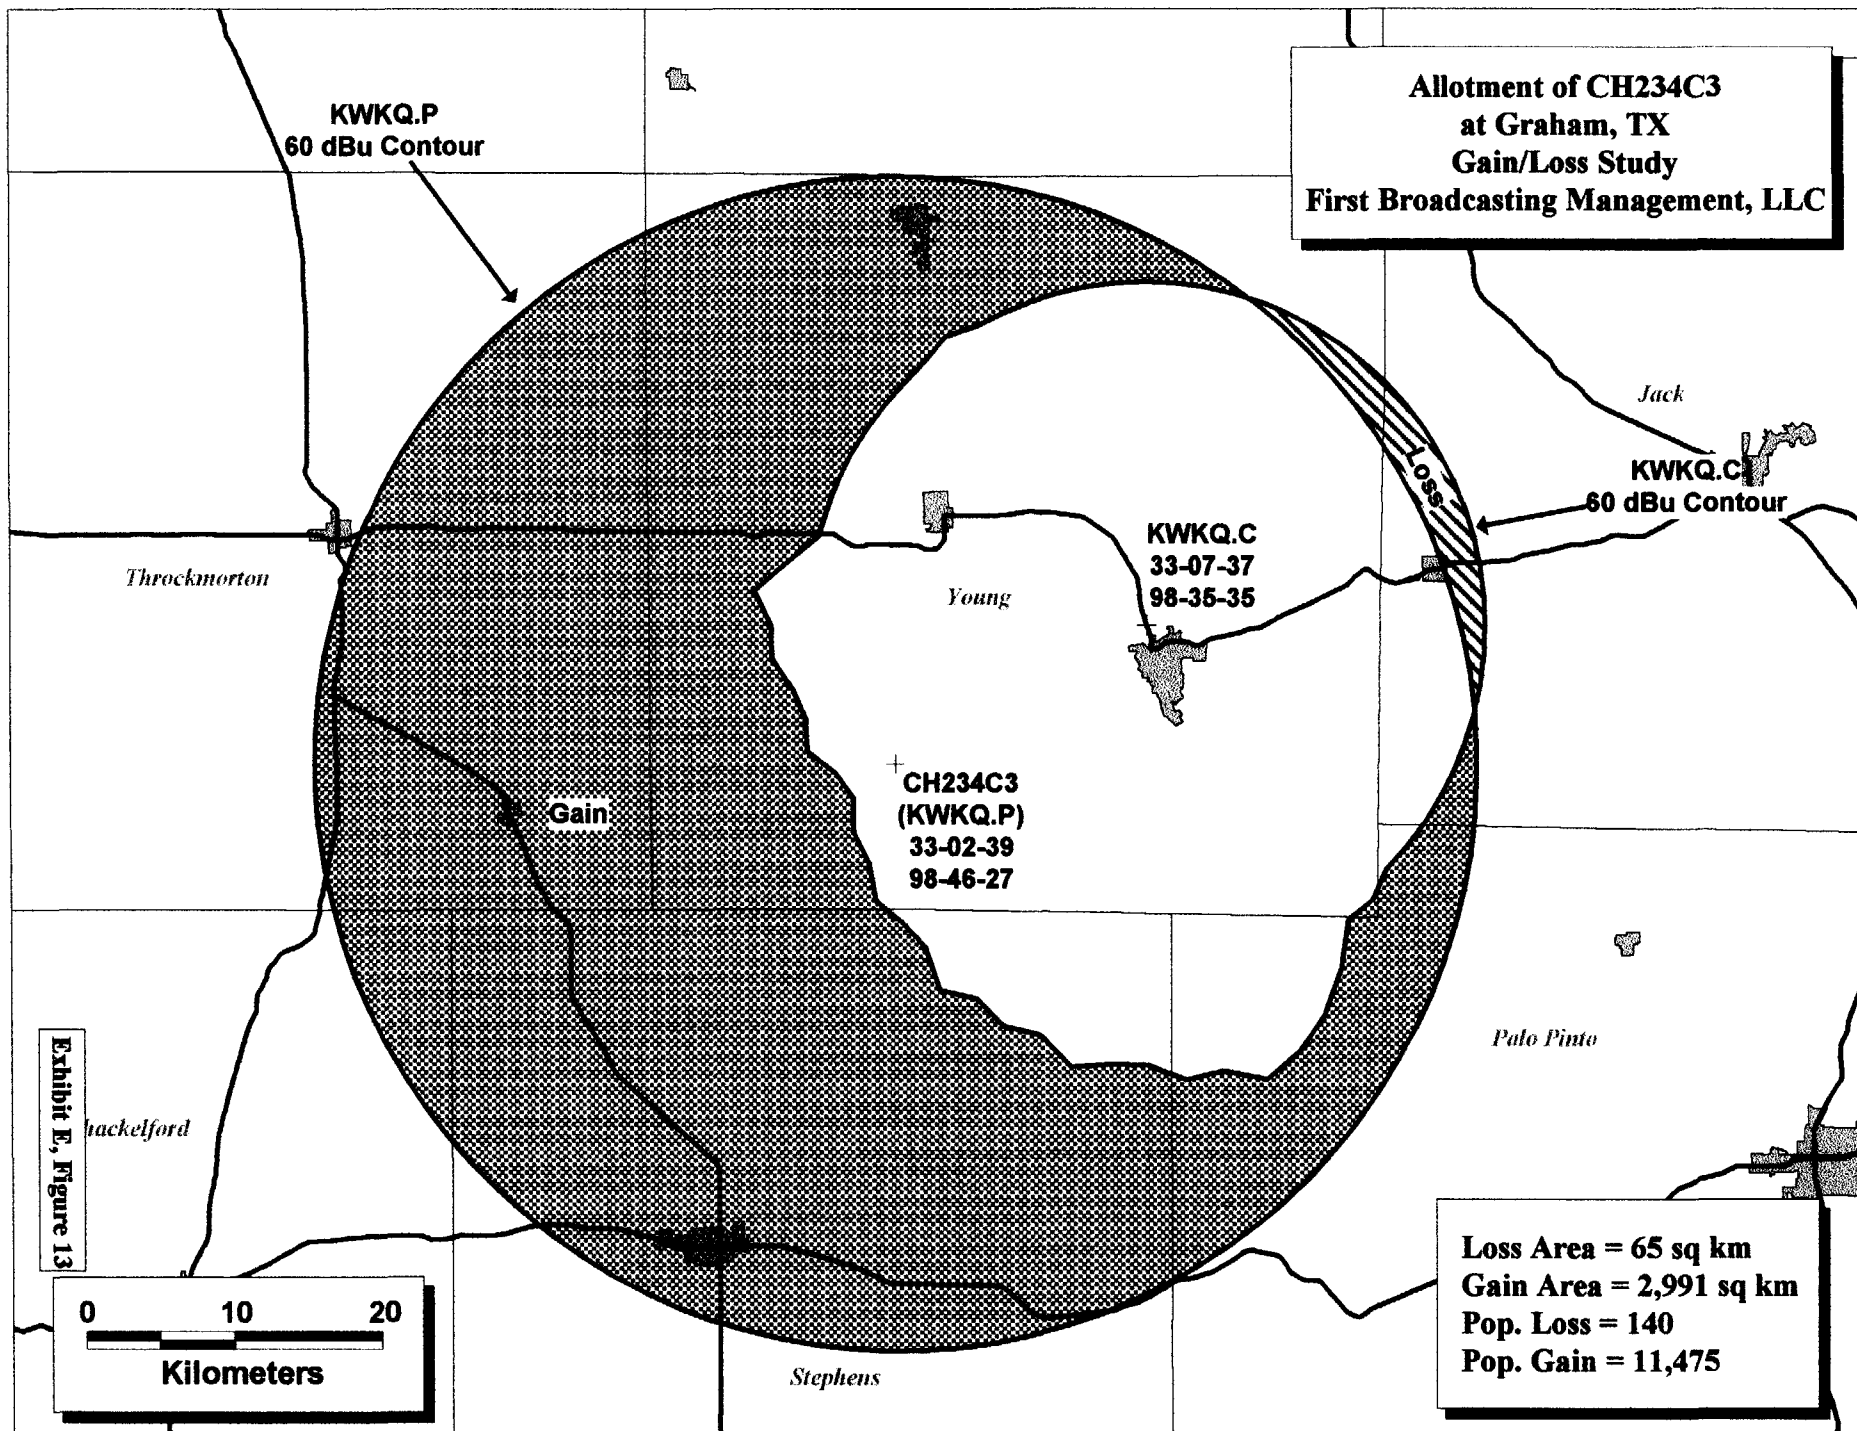 Allotment of CH234C3
at Graham, TX
Gain/Loss Study
First Broadcasting Management, LLC
KWKQ.P
60 dBu Contour
Jack
KWKQ.C
60 dBu Contour
Loss
KWKQ.C
33-07-37
98-35-35
Throckmorton
Young
CH234C3
(KWKQ.P)
33-02-39
98-46-27
Gain
Palo Pinto
Exhibit E, Figure 13
hackelford
Loss Area = 65 sq km
Gain Area = 2,991 sq km
Pop. Loss = 140
Pop. Gain = 11,475
0 10 20
Kilometers
Stephens